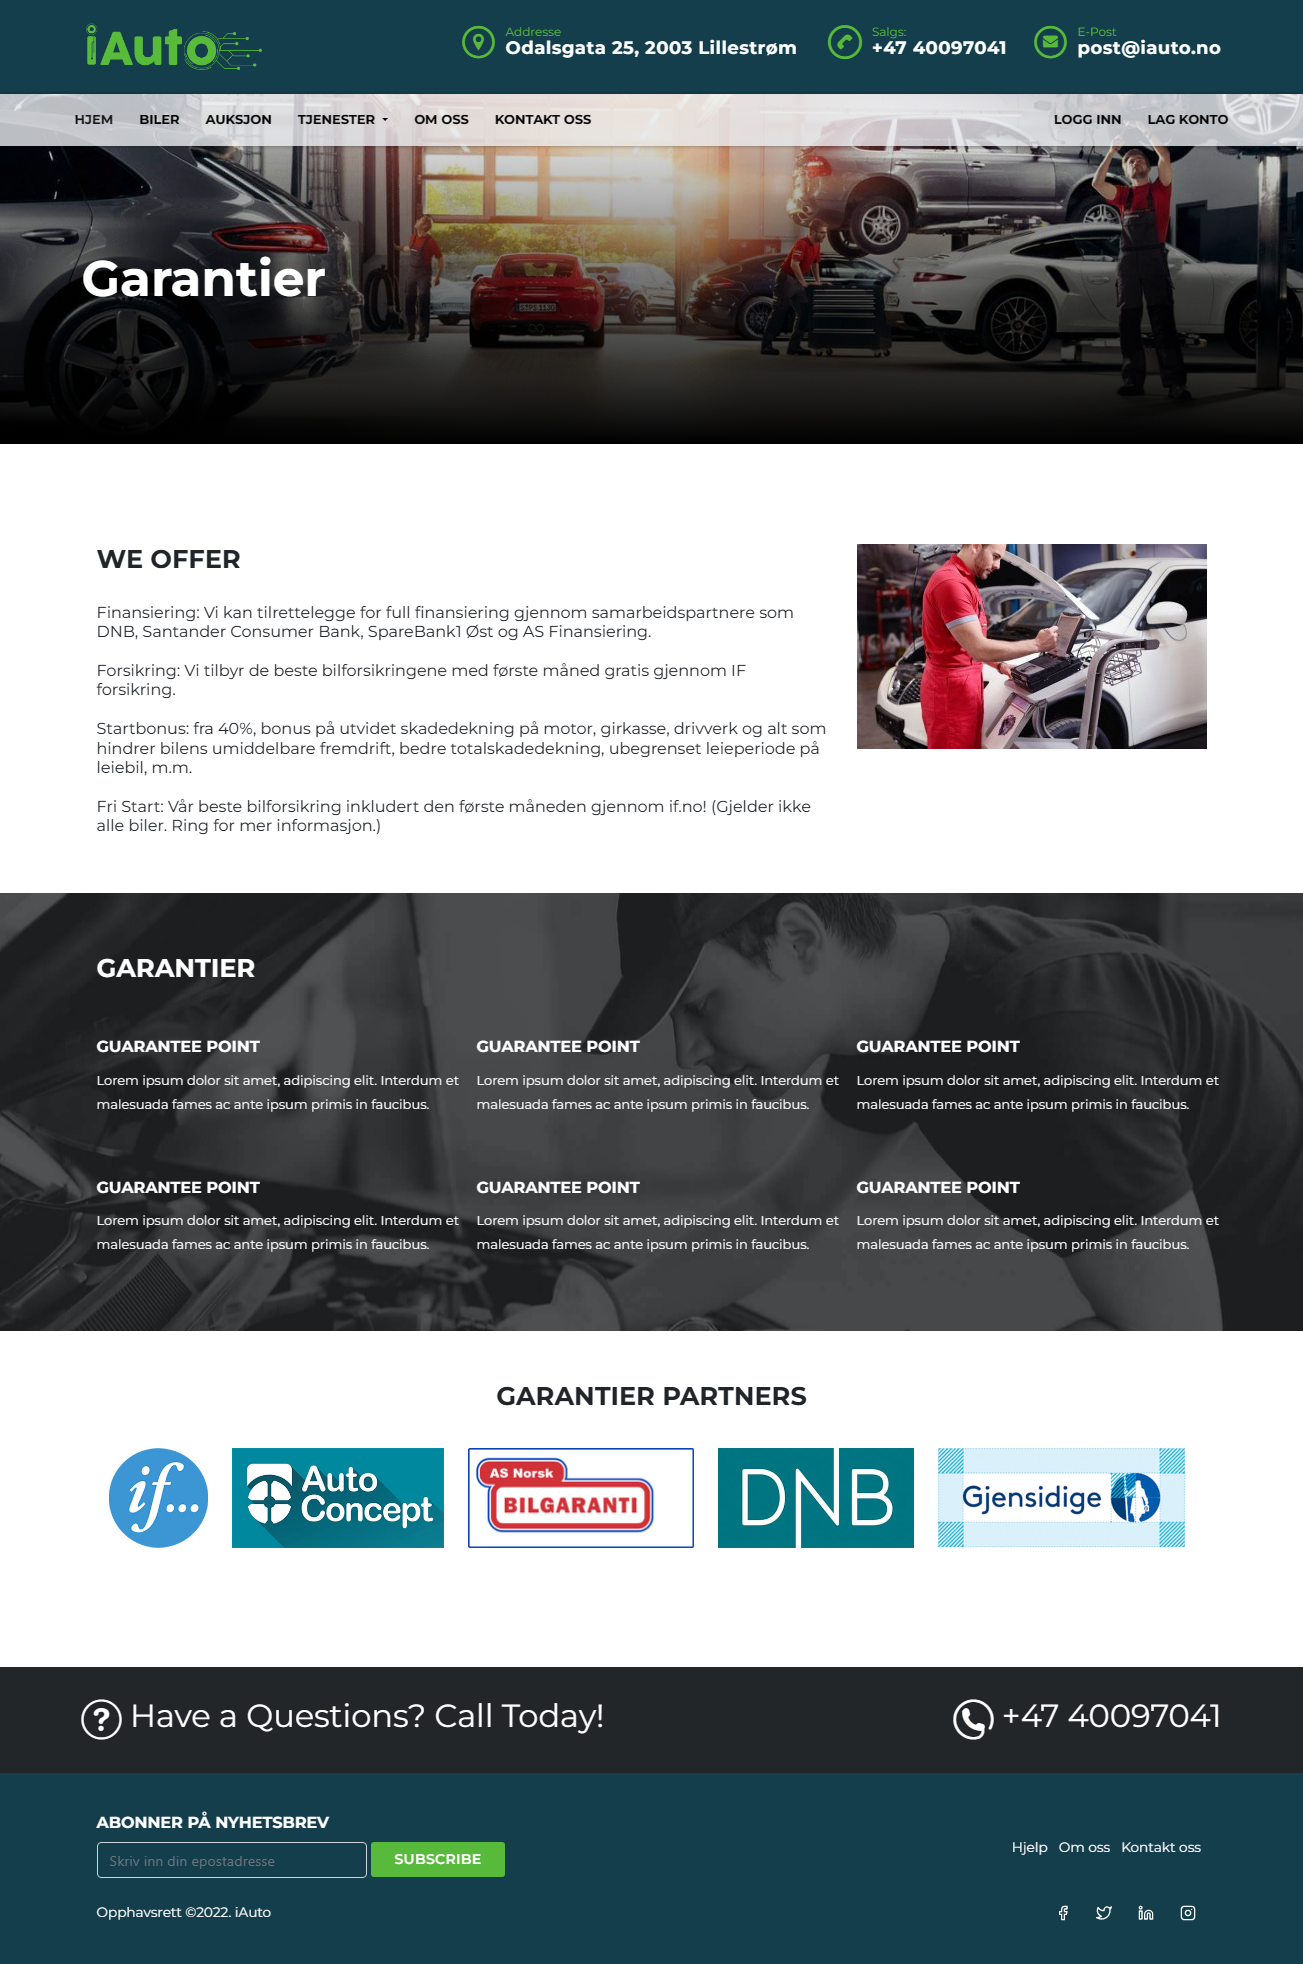 iAuto
Addresse
Odalsgata 25, 2003 Lillestrøm
Salgs:
+47 40097041
E-Post
post@iauto.no
HJEM BILER AUKSJON TJENESTER OM OSS KONTAKT OSS LOGG INN LAG KONTO
Garantier
WE OFFER
Finansiering: Vi kan tilrettelegge for full finansiering gjennom samarbeidspartnere som
DNB, Santander Consumer Bank, SpareBank1 Øst og AS Finansiering.
Forsikring: Vi tilbyr de beste bilforsikringene med første måned gratis gjennom IF
forsikring.
Startbonus: fra 40%, bonus på utvidet skadedekning på motor, girkasse, drivverk og alt som
hindrer bilens umiddelbare fremdrift, bedre totalskadedekning, ubegrenset leieperiode på
leiebil, m.m.
Fri Start: Vår beste bilforsikring inkludert den første måneden gjennom if.no! (Gjelder ikke
alle biler. Ring for mer informasjon.)
GARANTIER
GUARANTEE POINT
Lorem ipsum dolor sit amet, adipiscing elit. Interdum et
malesuada fames ac ante ipsum primis in faucibus.
GUARANTEE POINT
Lorem ipsum dolor sit amet, adipiscing elit. Interdum et
malesuada fames ac ante ipsum primis in faucibus.
GUARANTEE POINT
Lorem ipsum dolor sit amet, adipiscing elit. Interdum et
malesuada fames ac ante ipsum primis in faucibus.
GUARANTEE POINT
Lorem ipsum dolor sit amet, adipiscing elit. Interdum et
malesuada fames ac ante ipsum primis in faucibus.
GUARANTEE POINT
Lorem ipsum dolor sit amet, adipiscing elit. Interdum et
malesuada fames ac ante ipsum primis in faucibus.
GUARANTEE POINT
Lorem ipsum dolor sit amet, adipiscing elit. Interdum et
malesuada fames ac ante ipsum primis in faucibus.
GARANTIER PARTNERS
if...
Auto
Concept
AS Norsk
BILGARANTI
DNB
Gjensidige
Have a Questions? Call Today!
+47 40097041
ABONNER PÅ NYHETSBREV
Skriv inn din epostadresse
SUBSCRIBE
Hjelp Om oss Kontakt oss
Opphavsrett ©2022. iAuto